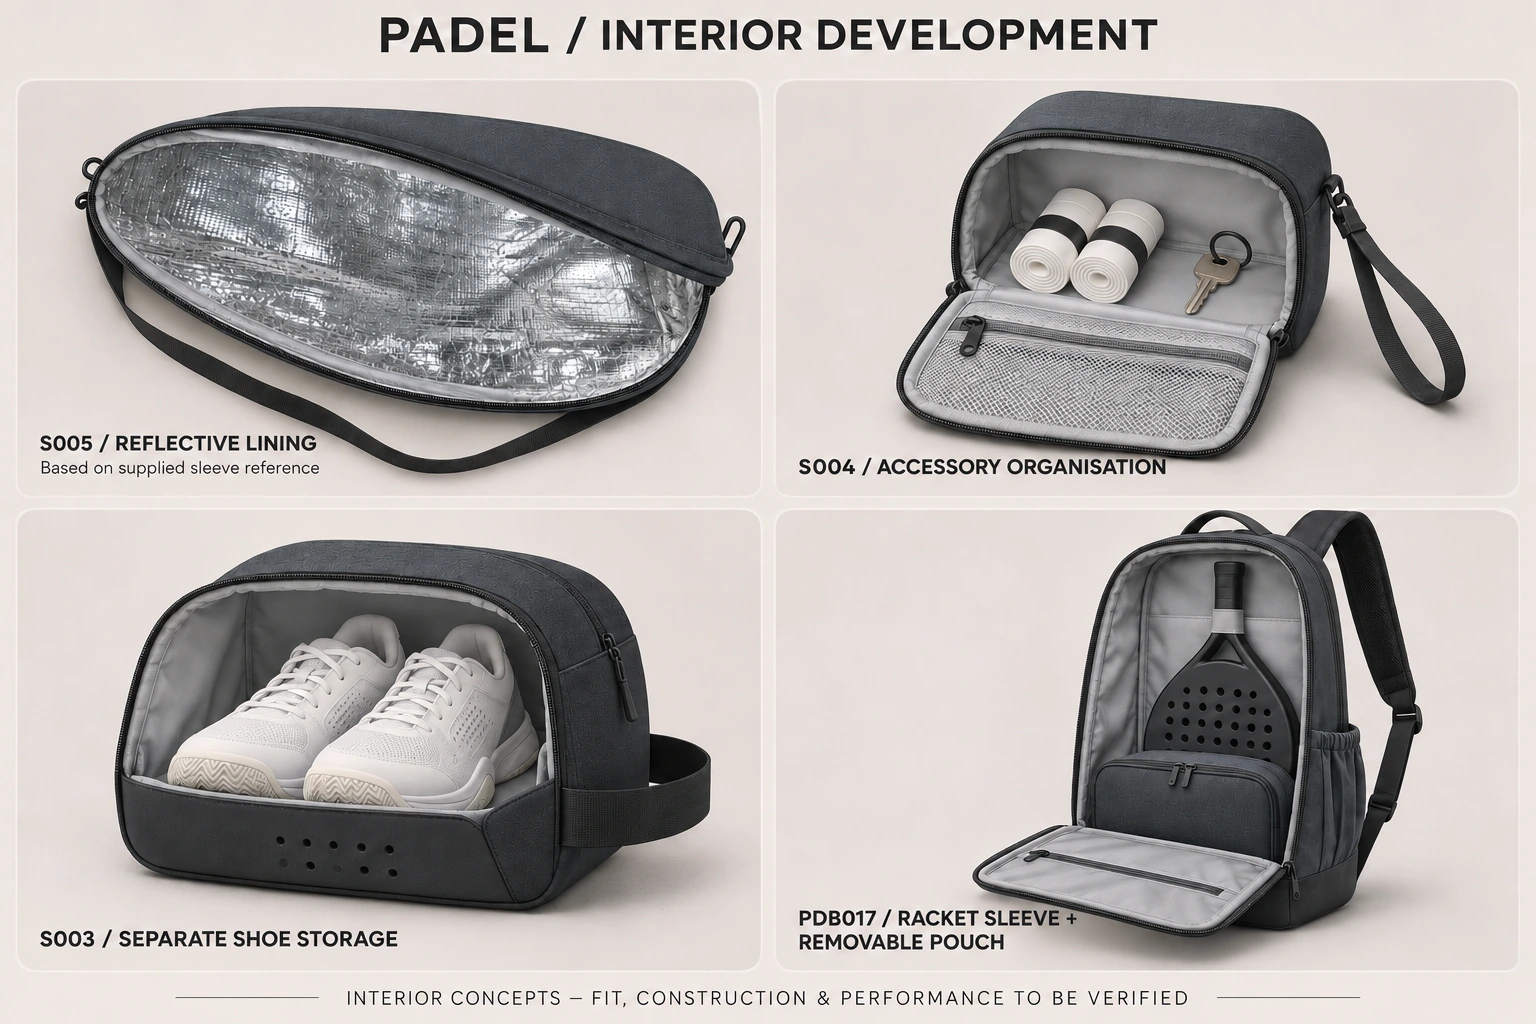 PADEL / INTERIOR DEVELOPMENT
S005 / REFLECTIVE LINING
Based on supplied sleeve reference
S004 / ACCESSORY ORGANISATION
S003 / SEPARATE SHOE STORAGE
PDB017 / RACKET SLEEVE +
REMOVABLE POUCH
INTERIOR CONCEPTS – FIT, CONSTRUCTION & PERFORMANCE TO BE VERIFIED